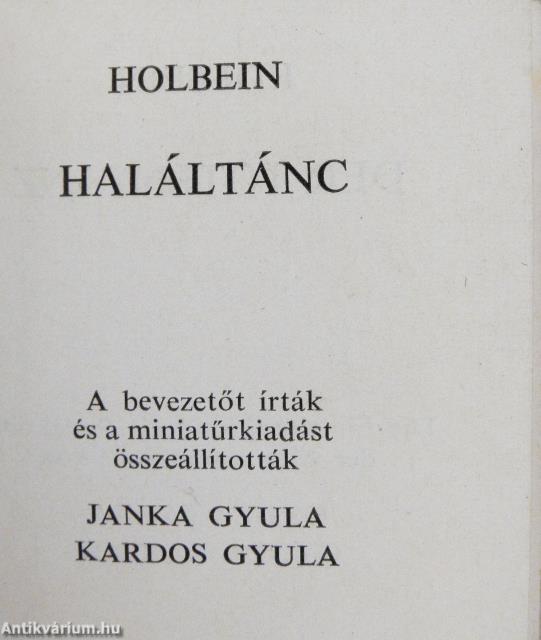 HOLBEIN
HALÁLTÁNC
A bevezetőt írták
és a miniatűrkiadást
összeállították
JANKA GYULA
KARDOS GYULA
Antikvárium.hu